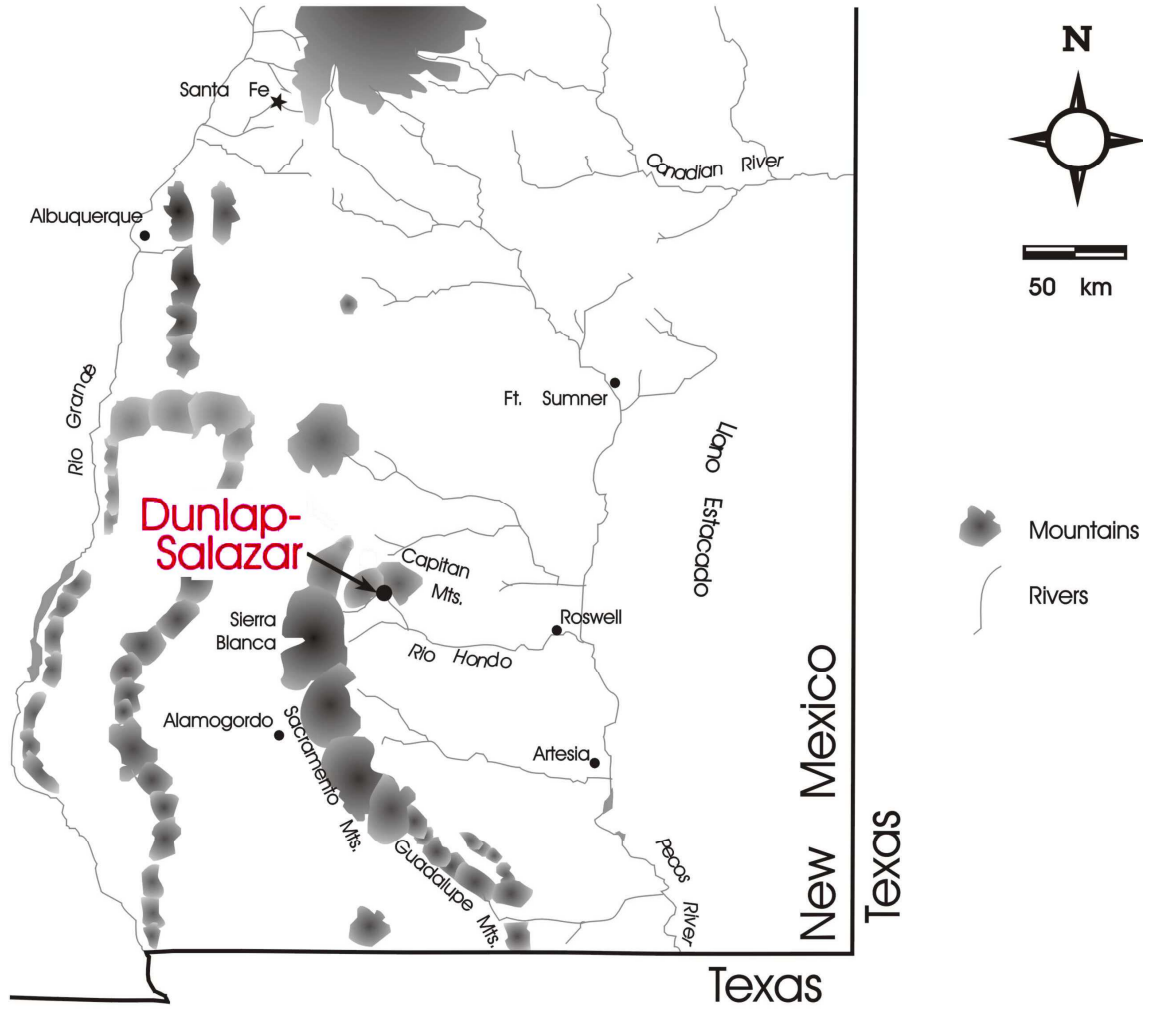 N
Santa Fe
Canadian River
Albuquerque
50 km
Rio Grande
Ft. Sumner
Llano Estacado
Dunlap-
Salazar
Mountains
Capitan
Mts.
Rivers
Sierra
Blanca
Roswell
Rio Hondo
Alamogordo
Sacramento Mts.
Artesia
New Mexico
Texas
Guadalupe Mts.
Pecos River
Texas